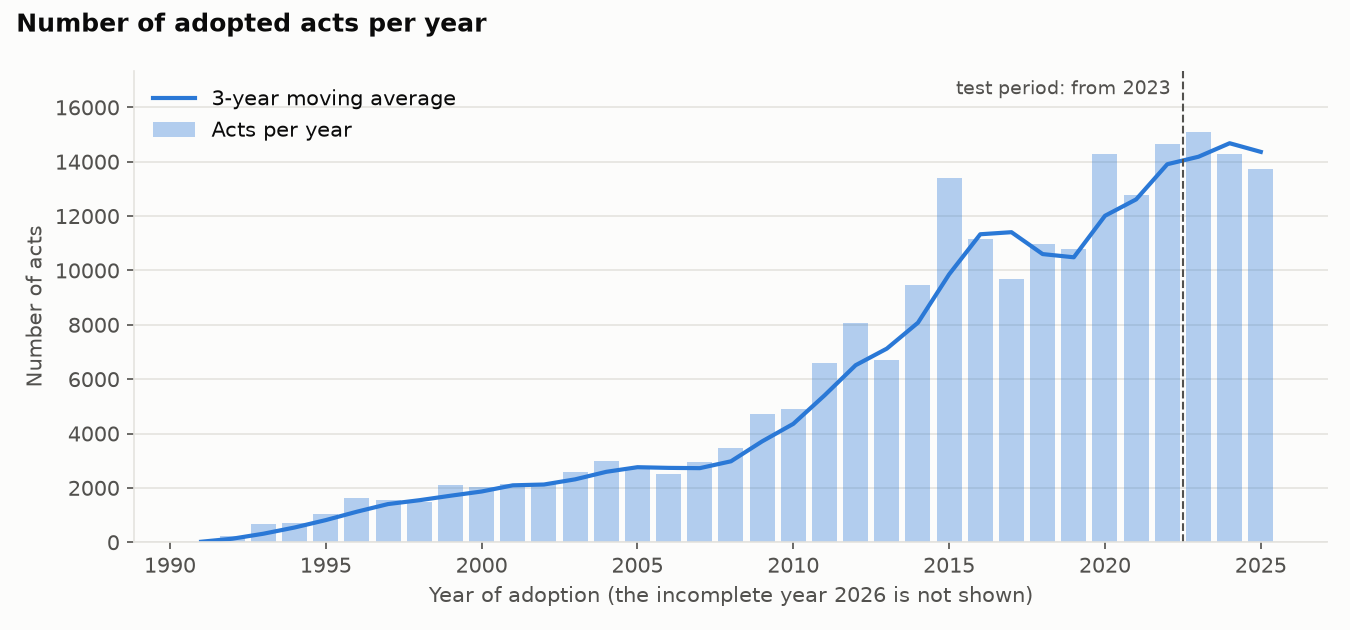 Number of adopted acts per year
test period: from 2023
3-year moving average
Acts per year
16000
14000
12000
10000
8000
6000
4000
2000
0
Number of acts
1990 1995 2000 2005 2010 2015 2020 2025
Year of adoption (the incomplete year 2026 is not shown)